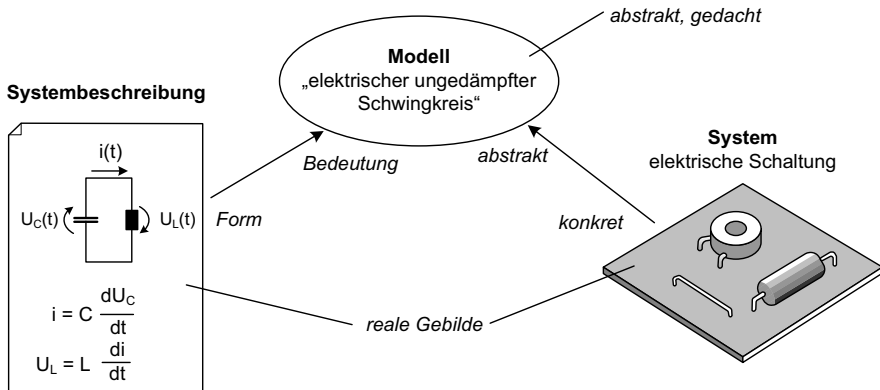 abstrakt, gedacht
Modell
„elektrischer ungedämpfter
Schwingkreis“
Systembeschreibung
i(t)
U_C(t)
U_L(t)
i = C dU_C/dt
U_L = L di/dt
Bedeutung
Form
abstrakt
konkret
System
elektrische Schaltung
reale Gebilde